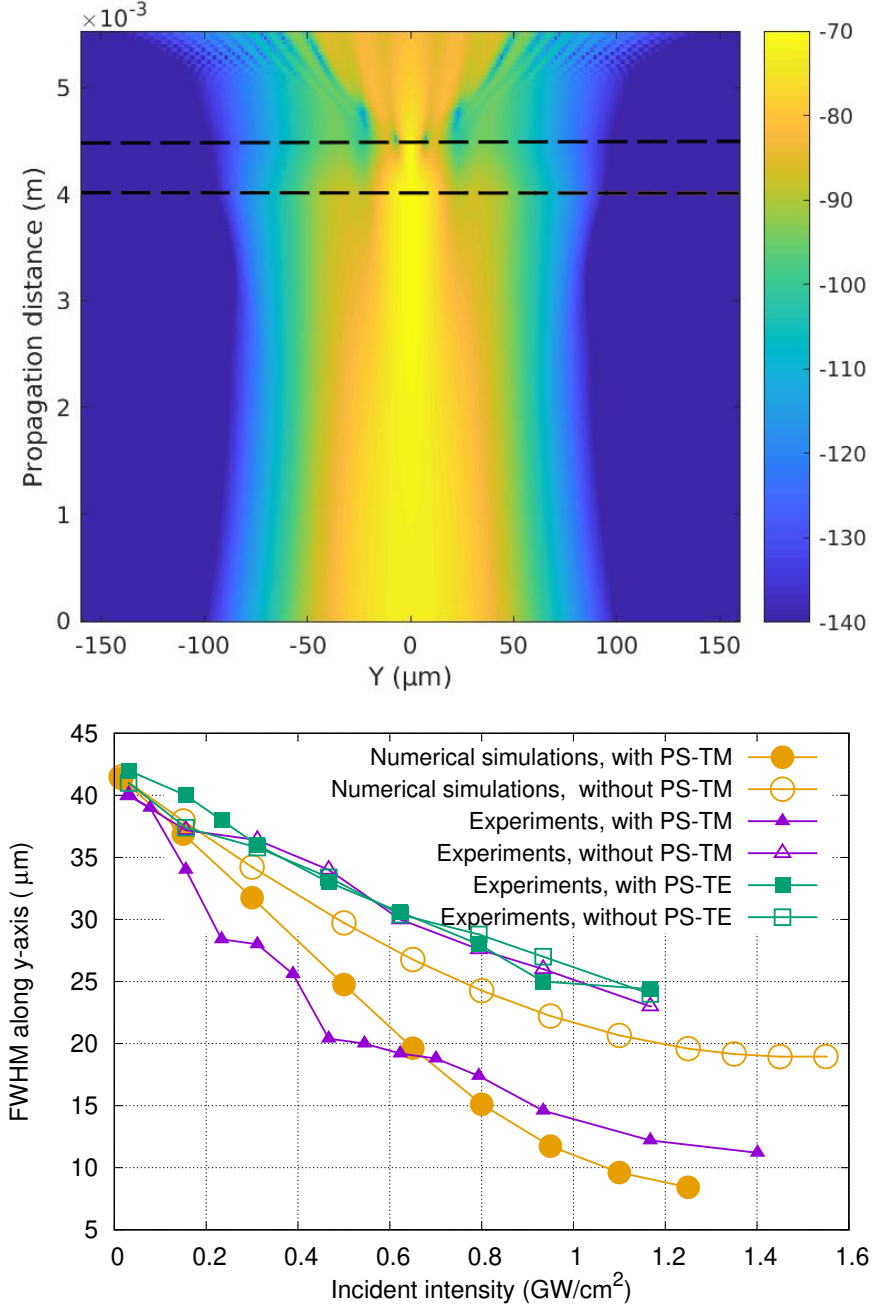 ×10⁻³
-70
5
-80
4
-90
Propagation distance (m)
3
-100
-110
2
-120
1
-130
0
-140
-150 -100 -50 0 50 100 150
Y (μm)
45
Numerical simulations, with PS-TM
40
Numerical simulations, without PS-TM
Experiments, with PS-TM
35
Experiments, without PS-TM
Experiments, with PS-TE
30
Experiments, without PS-TE
25
FWHM along y-axis ( μm)
20
15
10
5
0 0.2 0.4 0.6 0.8 1 1.2 1.4 1.6
Incident intensity (GW/cm²)